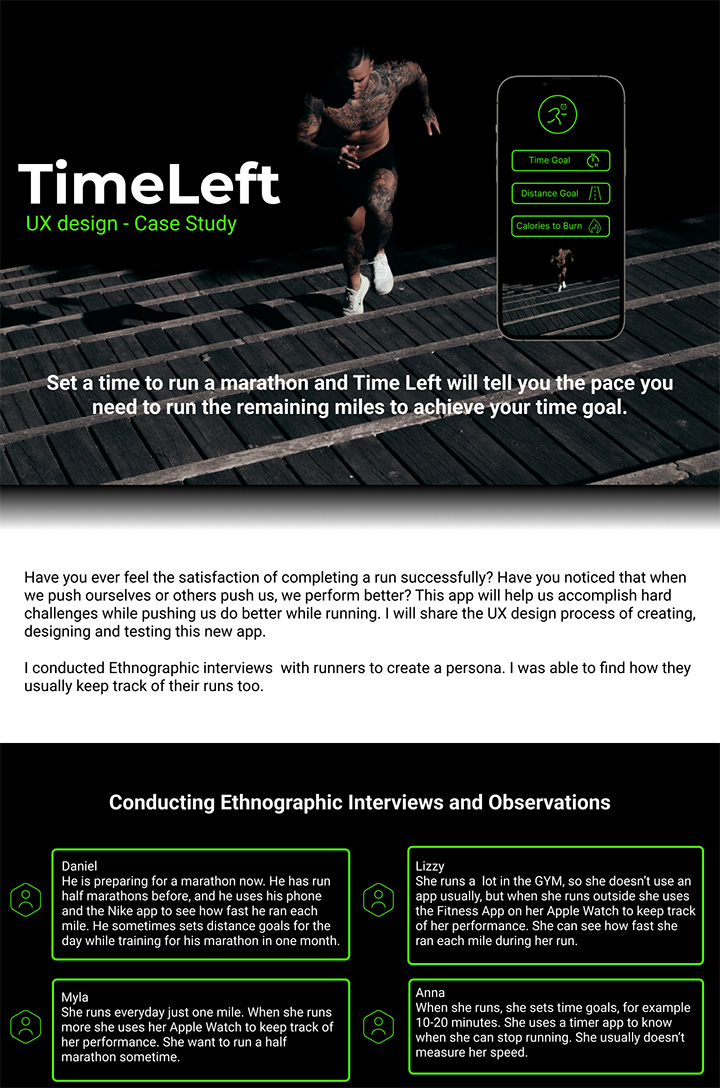 TimeLeft
UX design - Case Study
Time Goal
Distance Goal
Calories to Burn
Set a time to run a marathon and Time Left will tell you the pace you
need to run the remaining miles to achieve your time goal.
Have you ever feel the satisfaction of completing a run successfully? Have you noticed that when
we push ourselves or others push us, we perform better? This app will help us accomplish hard
challenges while pushing us do better while running. I will share the UX design process of creating,
designing and testing this new app.
I conducted Ethnographic interviews  with runners to create a persona. I was able to find how they
usually keep track of their runs too.
Conducting Ethnographic Interviews and Observations
Daniel
He is preparing for a marathon now. He has run
half marathons before, and he uses his phone
and the Nike app to see how fast he ran each
mile. He sometimes sets distance goals for the
day while training for his marathon in one month.
Lizzy
She runs a  lot in the GYM, so she doesn't use an
app usually, but when she runs outside she uses
the Fitness App on her Apple Watch to keep track
of her performance. She can see how fast she
ran each mile during her run.
Myla
She runs everyday just one mile. When she runs
more she uses her Apple Watch to keep track of
her performance. She want to run a half
marathon sometime.
Anna
When she runs, she sets time goals, for example
10-20 minutes. She uses a timer app to know
when she can stop running. She usually doesn't
measure her speed.